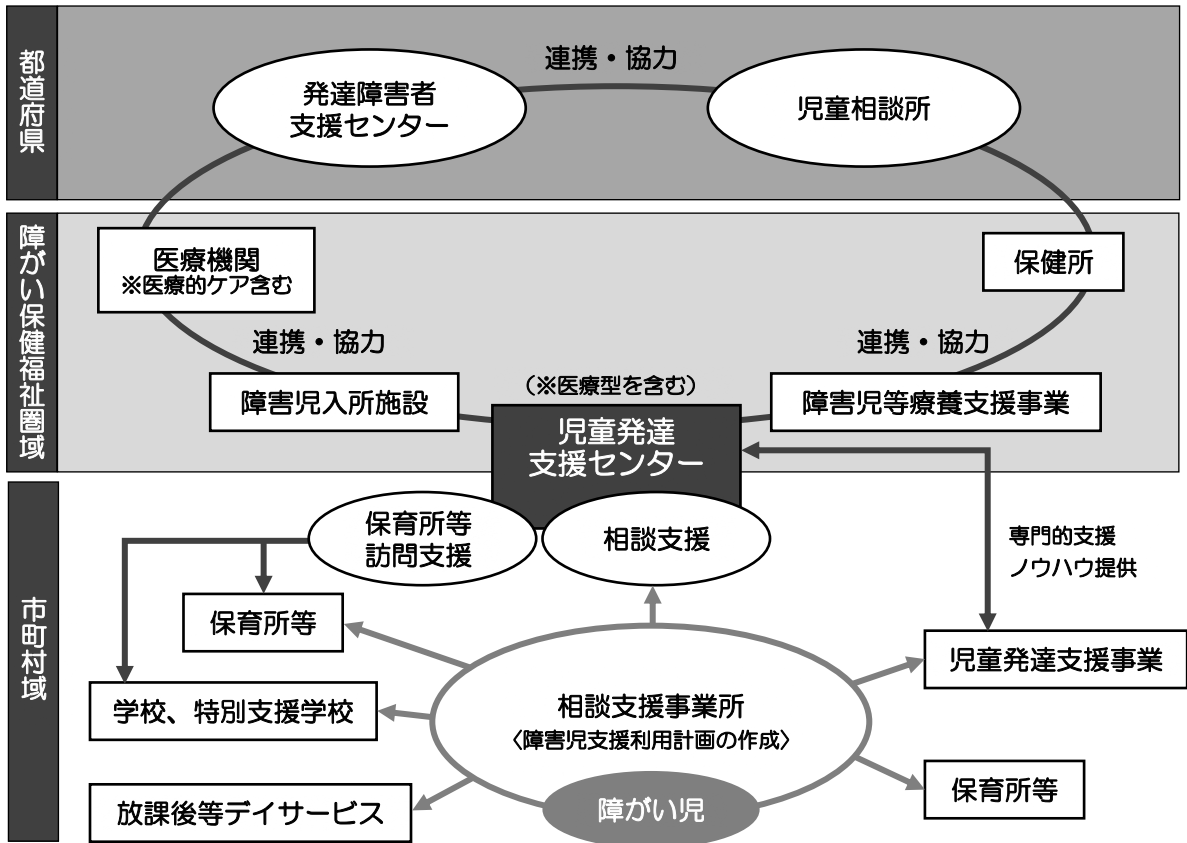 都道府県
連携・協力
発達障害者
支援センター
児童相談所
障がい保健福祉圏域
医療機関
※医療的ケア含む
保健所
連携・協力
連携・協力
障害児入所施設
(※医療型を含む)
障害児等療養支援事業
児童発達
支援センター
市町村域
保育所等
訪問支援
相談支援
専門的支援
ノウハウ提供
保育所等
児童発達支援事業
学校、特別支援学校
相談支援事業所
〈障害児支援利用計画の作成〉
保育所等
放課後等デイサービス
障がい児